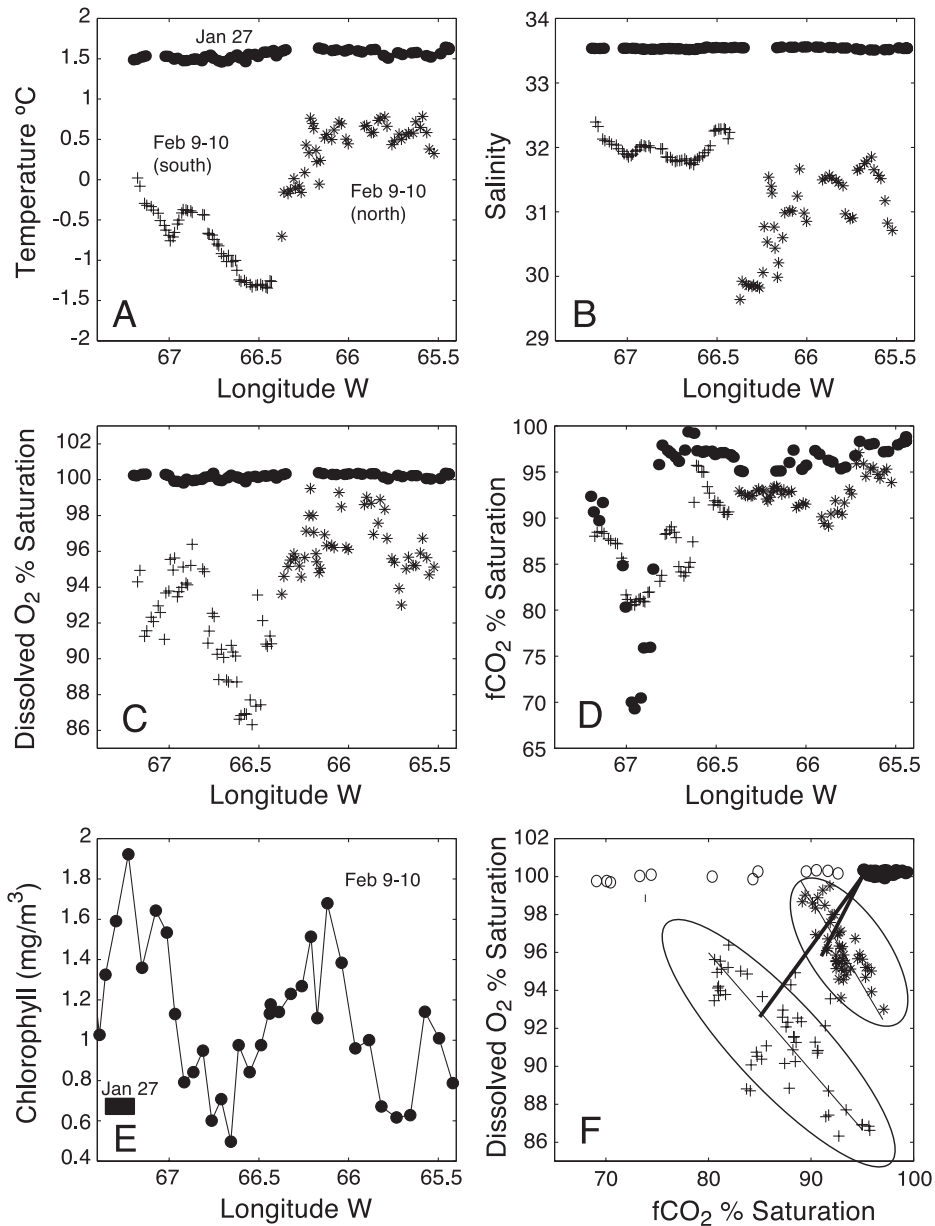 2
1.5
1
0.5
0
-0.5
-1
-1.5
-2
Temperature ºC
Jan 27
Feb 9-10
(south)
Feb 9-10
(north)
A
67
66.5
66
65.5
Longitude W
34
33
32
31
30
29
Salinity
B
67
66.5
66
65.5
Longitude W
102
100
98
96
94
92
90
88
86
Dissolved O2 % Saturation
C
67
66.5
66
65.5
Longitude W
100
95
90
85
80
75
70
65
fCO2 % Saturation
D
67
66.5
66
65.5
Longitude W
2
1.8
1.6
1.4
1.2
1
0.8
0.6
0.4
Chlorophyll (mg/m3)
Feb 9-10
Jan 27
E
67
66.5
66
65.5
Longitude W
102
100
98
96
94
92
90
88
86
Dissolved O2 % Saturation
F
70
80
90
100
fCO2 % Saturation